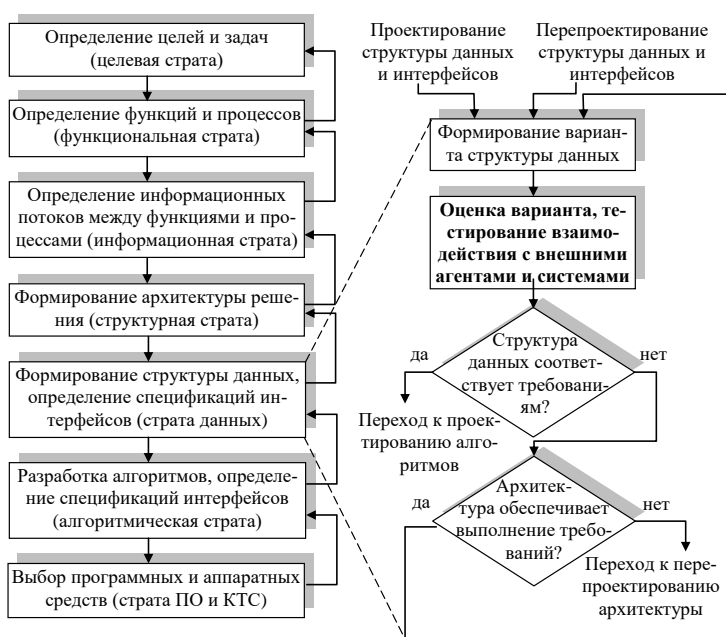 Определение целей и задач
(целевая страта)
Определение функций и процессов
(функциональная страта)
Определение информационных
потоков между функциями и про-
цессами (информационная страта)
Формирование архитектуры реше-
ния (структурная страта)
Формирование структуры данных,
определение спецификаций ин-
терфейсов (страта данных)
Разработка алгоритмов, определе-
ние спецификаций интерфейсов
(алгоритмическая страта)
Выбор программных и аппаратных
средств (страта ПО и КТС)
Проектирование
структуры данных
и интерфейсов
Перепроектирование
структуры данных и
интерфейсов
Формирование вариан-
та структуры данных
Оценка варианта, те-
стирование взаимо-
действия с внешними
агентами и системами
Структура
данных соответ-
ствует требовани-
ям?
да
нет
Переход к проек-
тированию алго-
ритмов
Архитек-
тура обеспечивает
выполнение требо-
ваний?
да
нет
Переход к пере-
проектированию
архитектуры